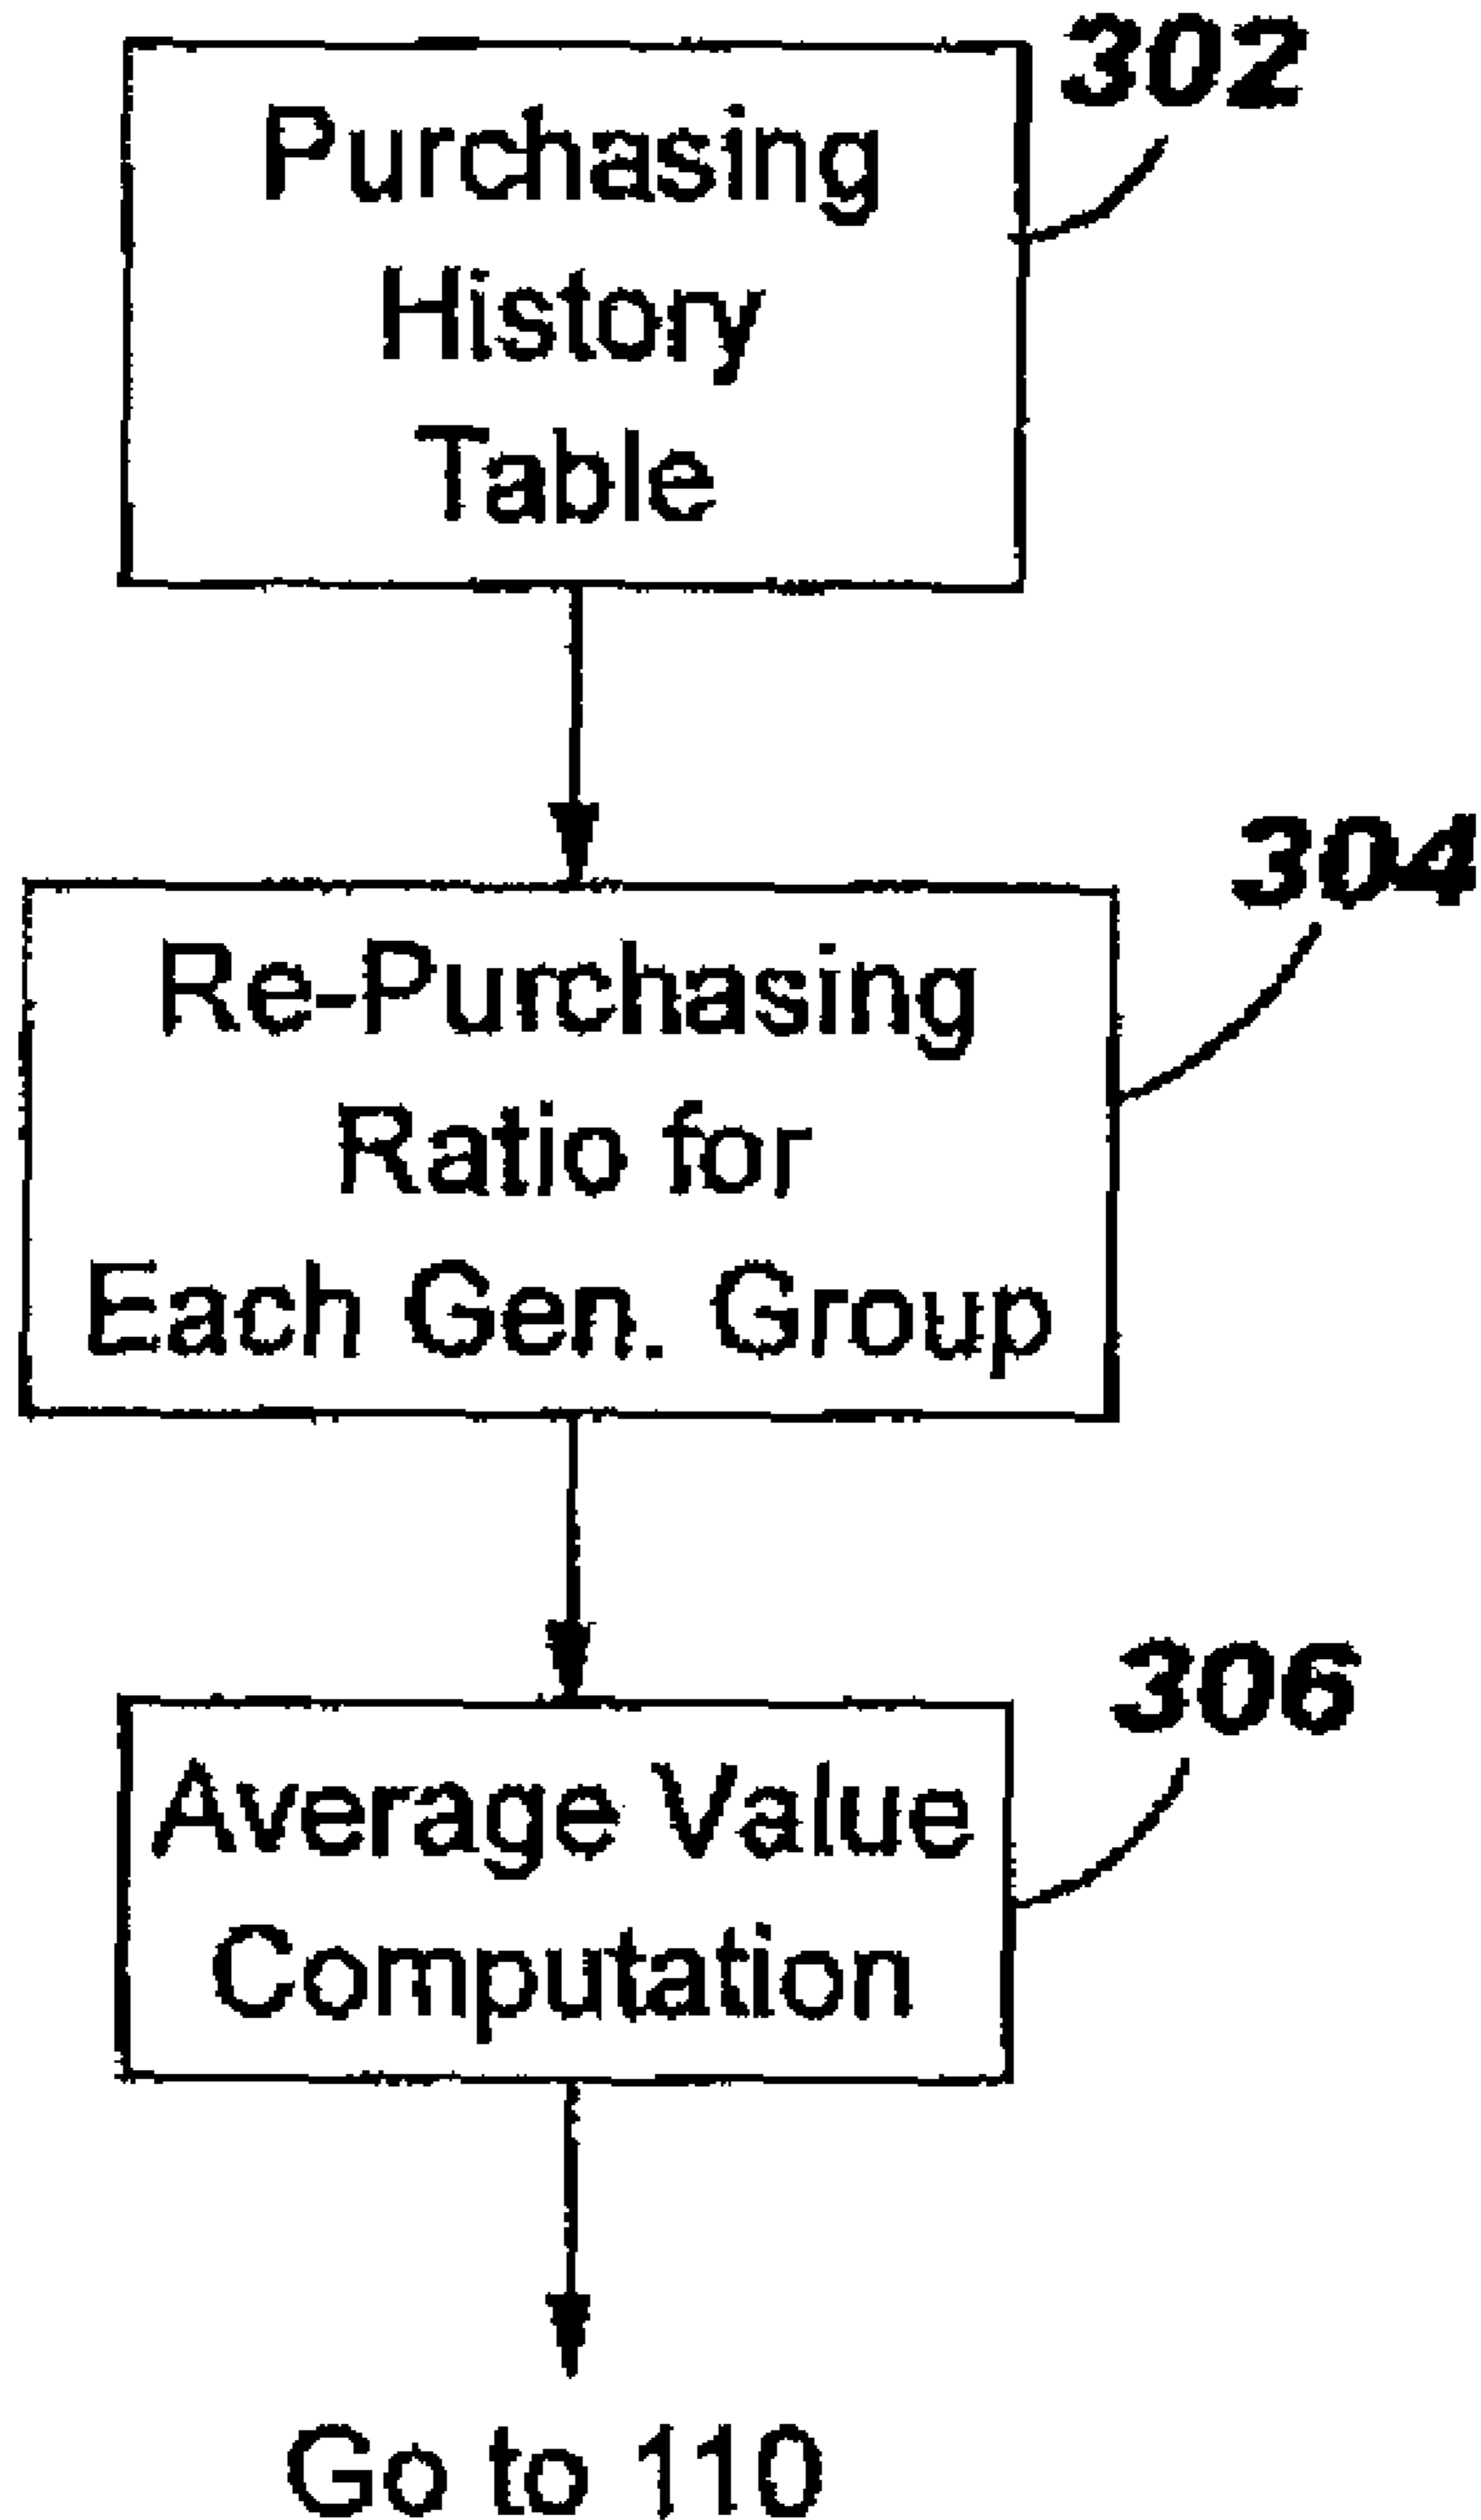 302
Purchasing
History
Table
304
Re-Purchasing
Ratio for
Each Gen. Group
306
Average Value
Computation
Go to 110